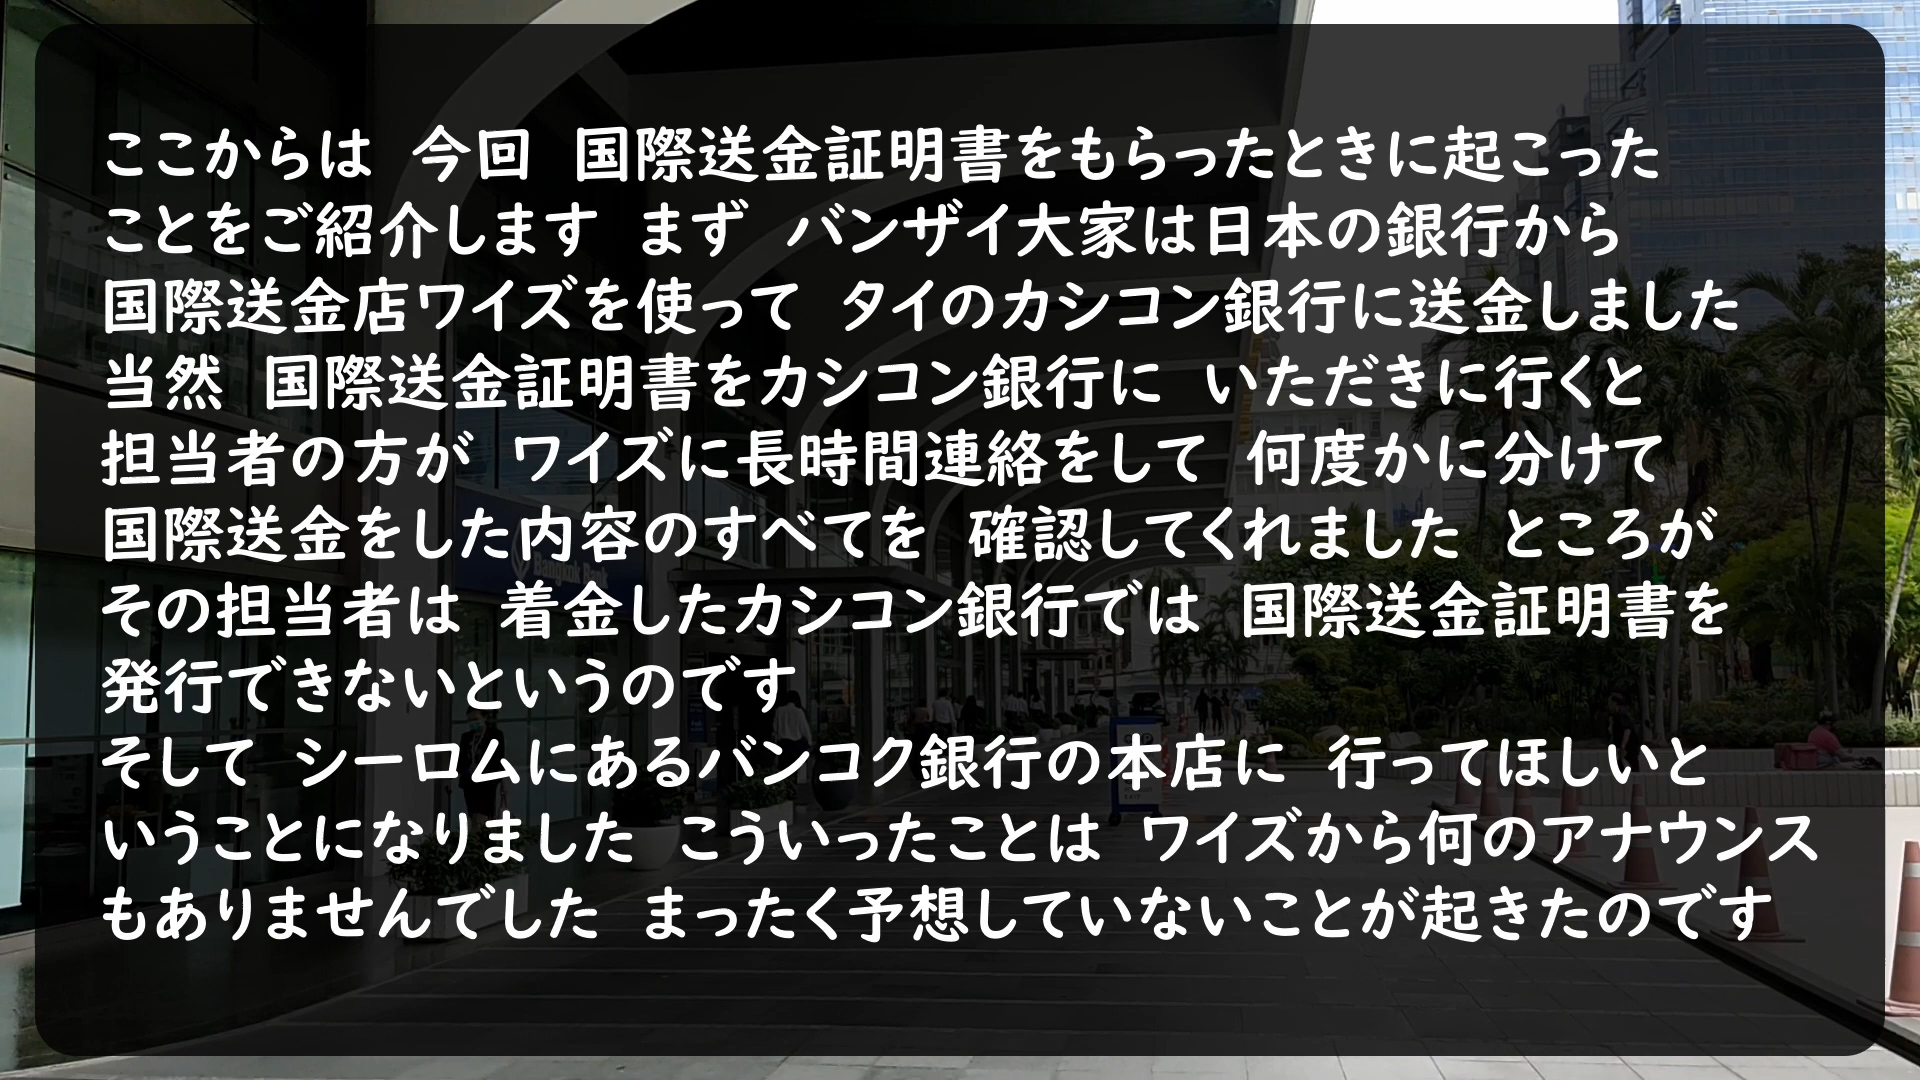 ここからは 今回 国際送金証明書をもらったときに起こった
ことをご紹介します まず バンザイ大家は日本の銀行から
国際送金店ワイズを使って タイのカシコン銀行に送金しました
当然 国際送金証明書をカシコン銀行に いただきに行くと
担当者の方が ワイズに長時間連絡をして 何度かに分けて
国際送金をした内容のすべてを 確認してくれました ところが
その担当者は 着金したカシコン銀行では 国際送金証明書を
発行できないというのです
そして シーロムにあるバンコク銀行の本店に 行ってほしいと
いうことになりました こういったことは ワイズから何のアナウンス
もありませんでした まったく予想していないことが起きたのです
Bangkok Bank